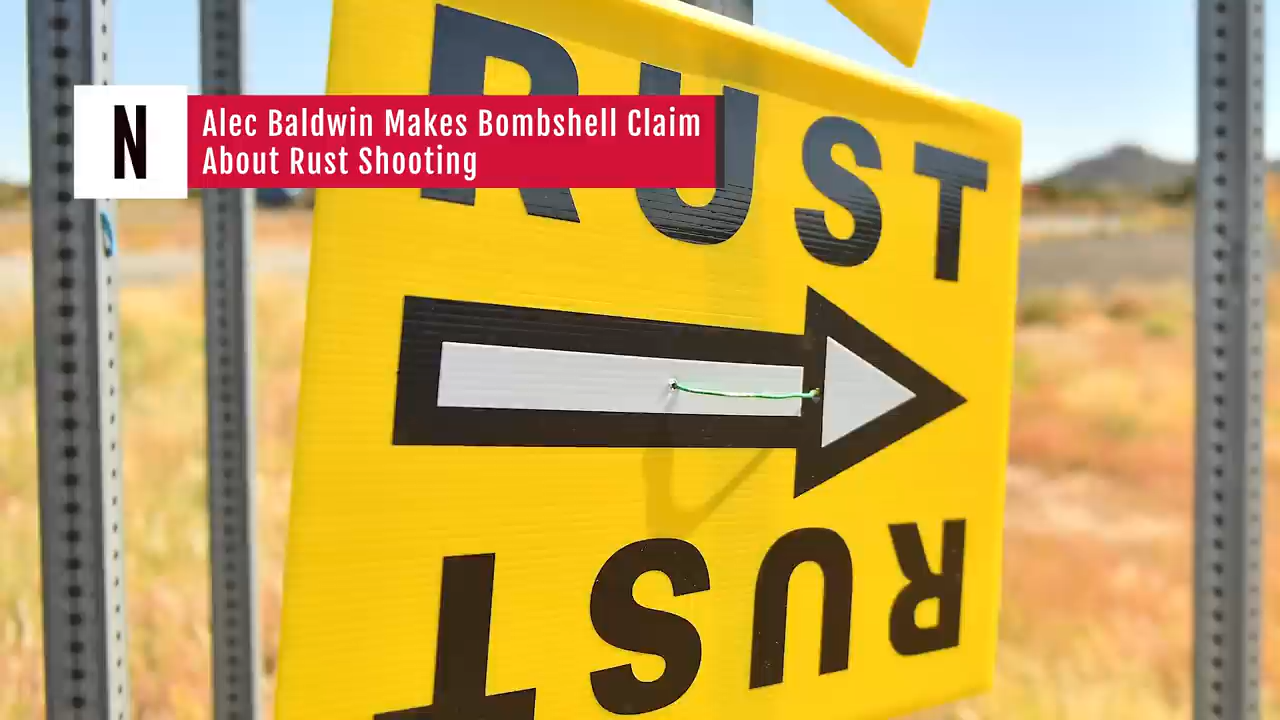 RUST
N
Alec Baldwin Makes Bombshell Claim
About Rust Shooting
RUST